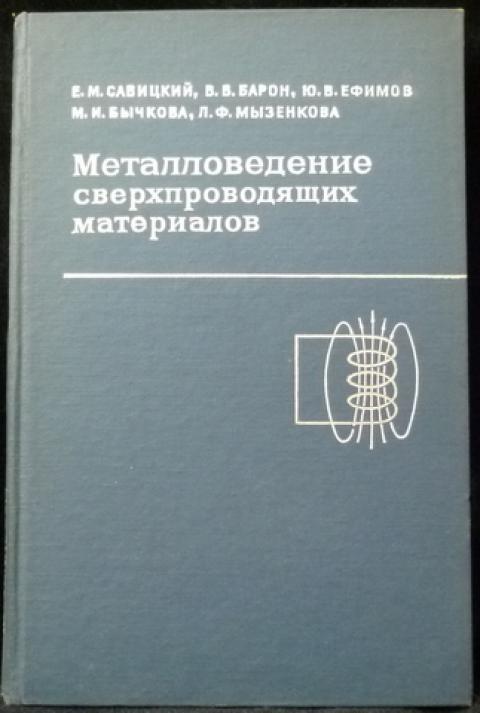 Е. М. САВИЦКИЙ, В. В. БАРОН, Ю. В. ЕФИМОВ
М. И. БЫЧКОВА, Л. Ф. МЫЗЕНКОВА
Металловедение
сверхпроводящих
материалов